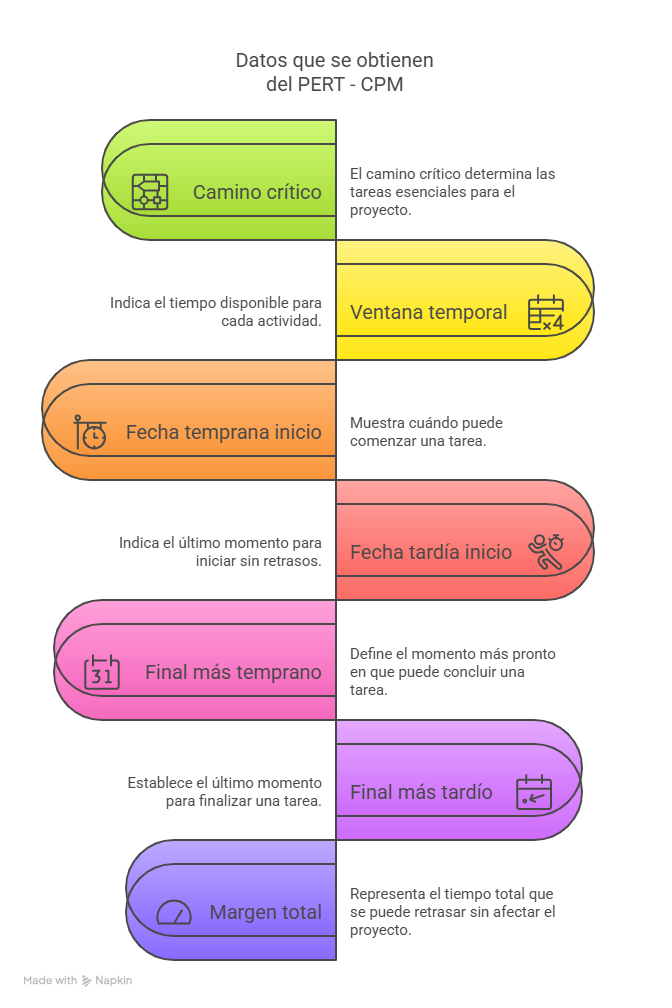 Datos que se obtienen
del PERT - CPM
Camino crítico
El camino crítico determina las
tareas esenciales para el
proyecto.
Indica el tiempo disponible para
cada actividad.
Ventana temporal
x4
Fecha temprana inicio
Muestra cuándo puede
comenzar una tarea.
Indica el último momento para
iniciar sin retrasos.
Fecha tardía inicio
31
Final más temprano
Define el momento más pronto
en que puede concluir una
tarea.
Establece el último momento
para finalizar una tarea.
Final más tardío
Margen total
Representa el tiempo total que
se puede retrasar sin afectar el
proyecto.
Made with Napkin